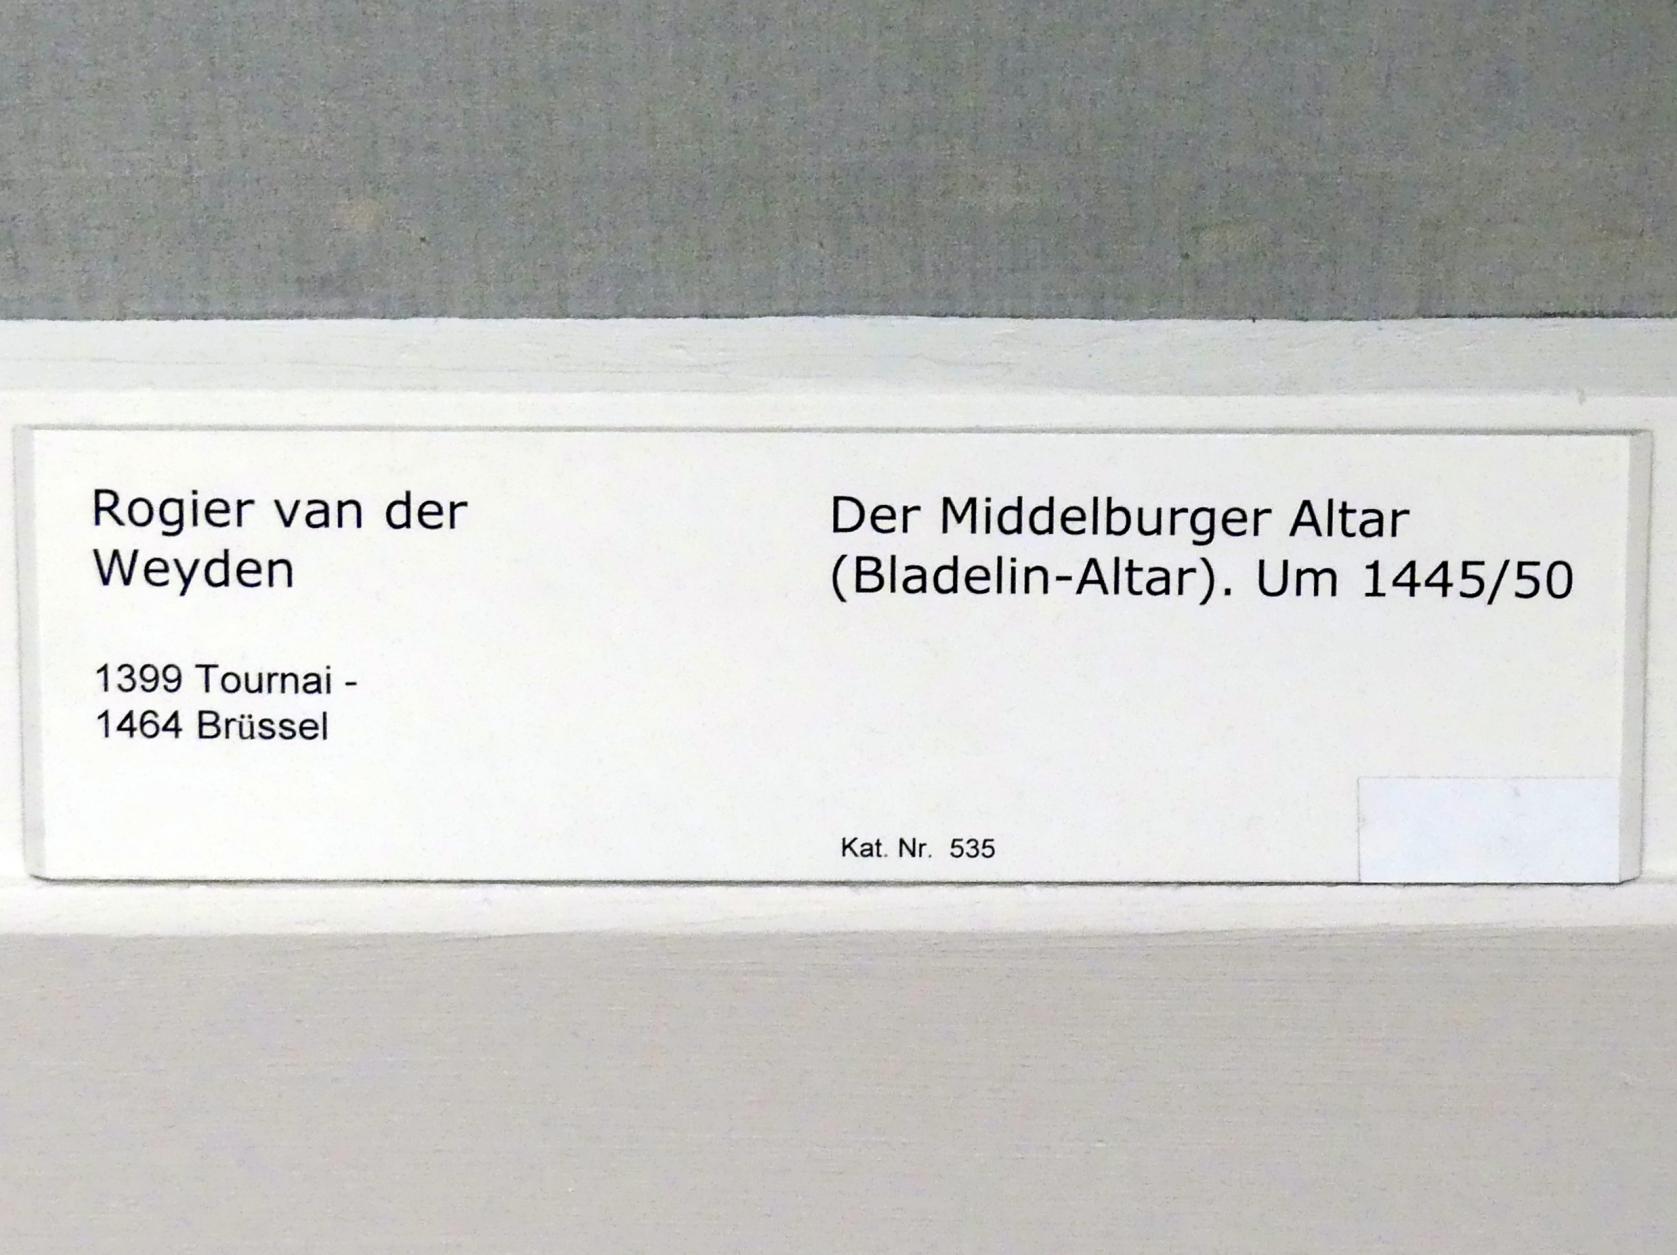 Rogier van der
Weyden
1399 Tournai -
1464 Brüssel
Der Middelburger Altar
(Bladelin-Altar). Um 1445/50
Kat. Nr. 535